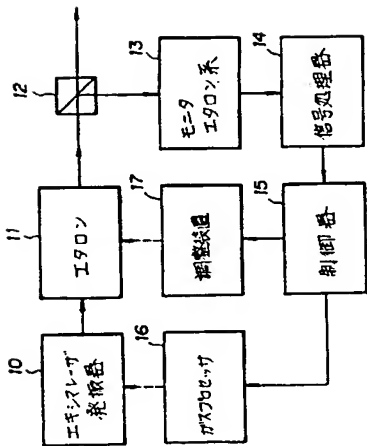 12
13
モニタ
エタロン系
14
信号処理器
11
エタロン
17
調整装置
15
制御器
10
エキシマレーザ
発振器
16
ガスプロセッサ